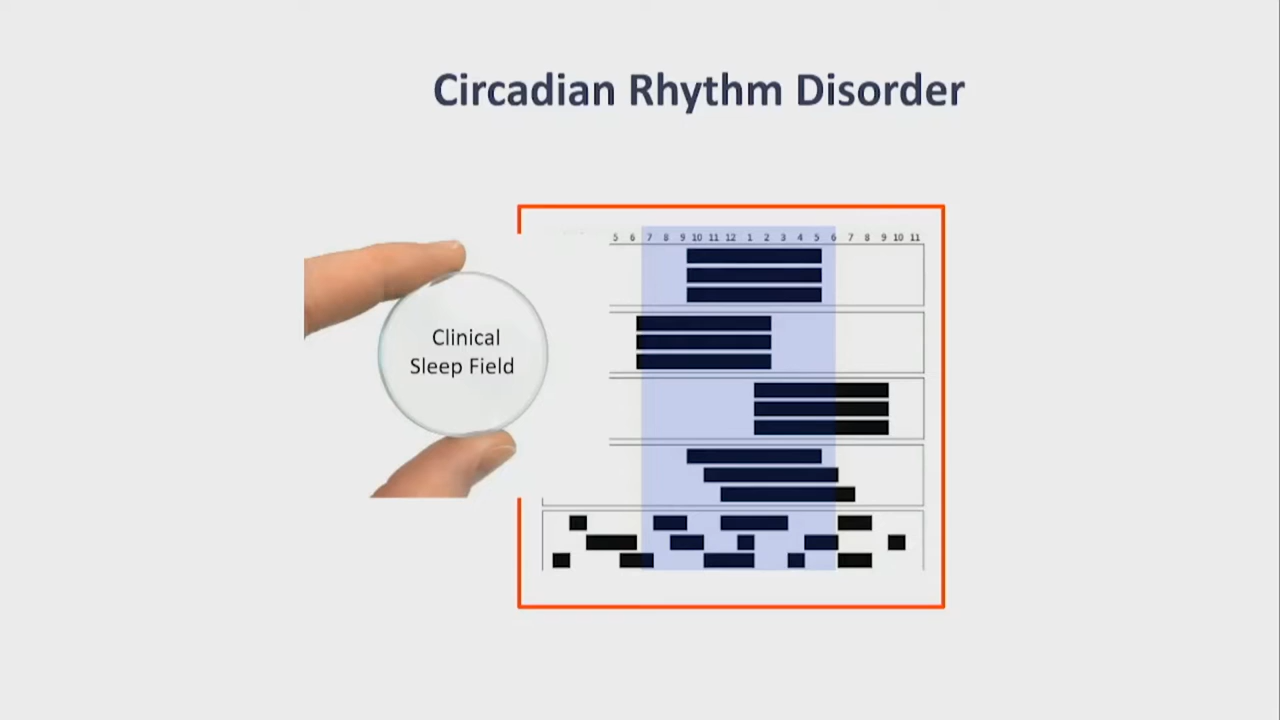 Circadian Rhythm Disorder
5 6 7 8 9 10 11 12 1 2 3 4 5 6 7 8 9 10 11
Clinical
Sleep Field